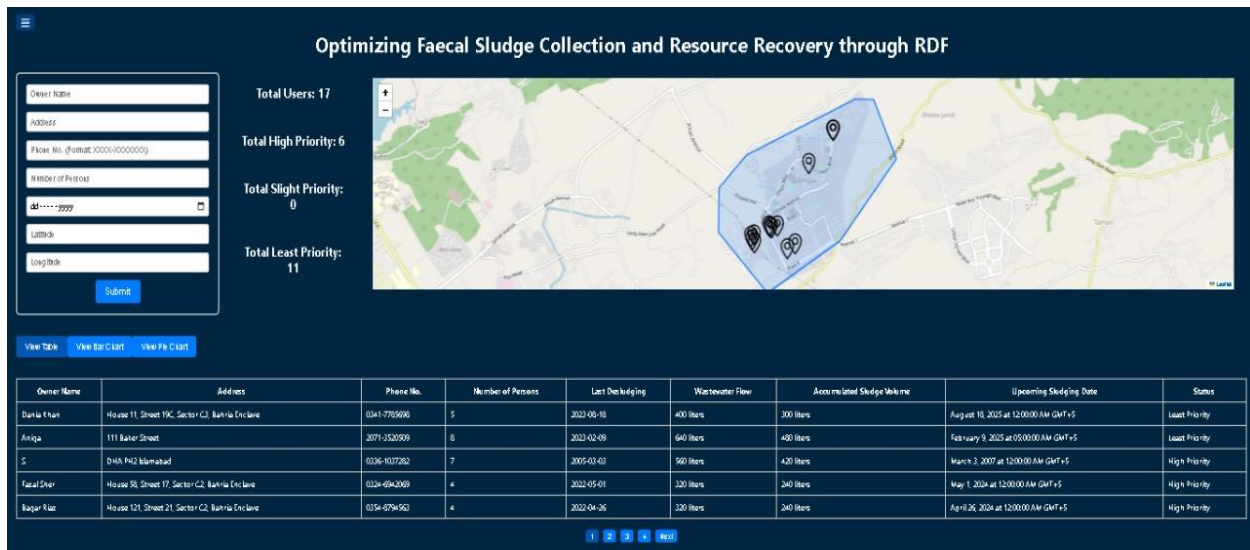 Optimizing Faecal Sludge Collection and Resource Recovery through RDF
Owner Name
Address
Phone No. (Format: XXXX-XXXXXXX)
Number of Persons
Latitude
Longitude
Submit
Total Users: 17
Total High Priority: 6
Total Slight Priority:
0
Total Least Priority:
11
+
−
Leaflet
View Table View Bar Chart View Pie Chart
Owner Name Address Phone No. Number of Persons Last Desludging Wastewater Flow Accumulated Sludge Volume Upcoming Sludging Date Status
Dania Khan House 11, Street 19C, Sector C3, Bahria Enclave 0341-7785698 5 2023-08-18 400 liters 300 liters August 18, 2025 at 12:00:00 AM GMT+5 Least Priority
Aniqa 111 Baker Street 2071-3520509 8 2023-02-09 640 liters 480 liters February 9, 2025 at 05:00:00 AM GMT+5 Least Priority
S DHA PH2 Islamabad 0336-1037282 7 2005-03-03 560 liters 420 liters March 3, 2007 at 12:00:00 AM GMT+5 High Priority
Fazal Sher House 58, Street 17, Sector C2, Bahria Enclave 0324-6942069 4 2022-05-01 320 liters 240 liters May 1, 2024 at 12:00:00 AM GMT+5 High Priority
Baqar Riaz House 121, Street 21, Sector C2, Bahria Enclave 0354-8794563 4 2022-04-26 320 liters 240 liters April 26, 2024 at 12:00:00 AM GMT+5 High Priority
1 2 3 4 Next